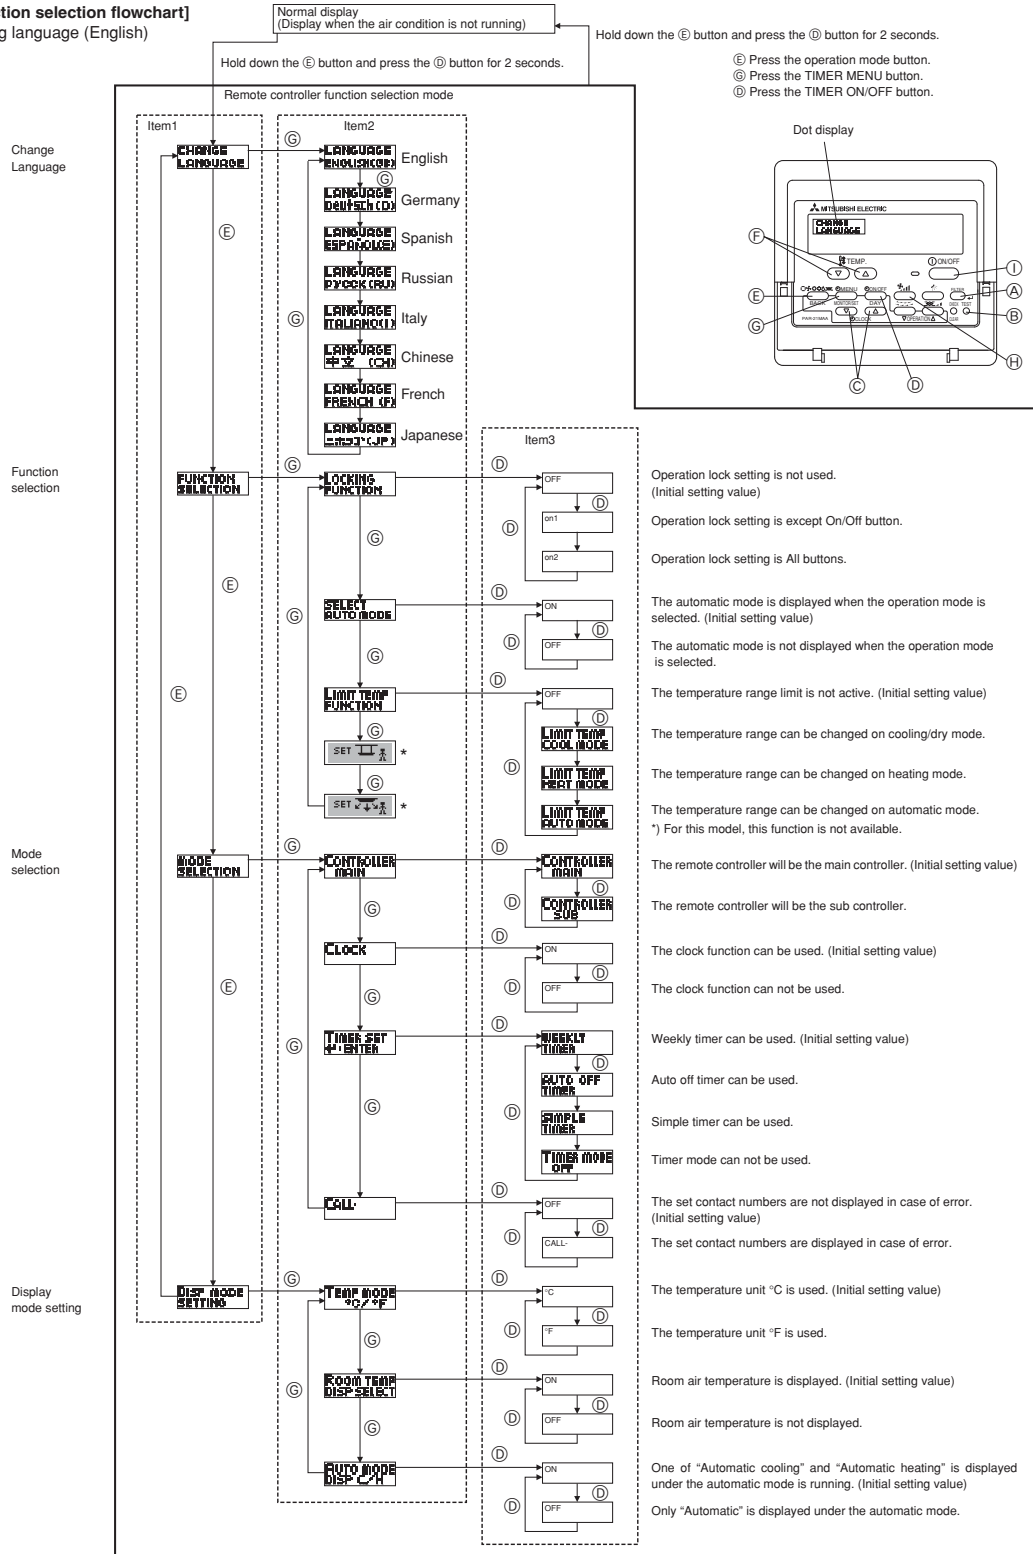 ction selection flowchart]
g language (English)
Normal display
(Display when the air condition is not running)
Hold down the Ⓔ button and press the Ⓓ button for 2 seconds.
Hold down the Ⓔ button and press the Ⓓ button for 2 seconds.
Ⓔ Press the operation mode button.
Ⓖ Press the TIMER MENU button.
Ⓓ Press the TIMER ON/OFF button.
Remote controller function selection mode
Dot display
MITSUBISHI ELECTRIC
CHANGE
LANGUAGE
TEMP.
ON/OFF
MENU
ON/OFF
FILTER
BACK
MONITOR/SET
DAY
CHECK TEST
PAR-21MAA
CLOCK
OPERATION
CLEAR
Ⓕ
Ⓔ
Ⓖ
Ⓒ
Ⓓ
Ⓘ
Ⓐ
Ⓑ
Ⓗ
Item1
Item2
Change
Language
CHANGE
LANGUAGE
Ⓖ
LANGUAGE
ENGLISH(GB)
English
Ⓖ
LANGUAGE
Deutsch(D)
Germany
Ⓔ
LANGUAGE
ESPAÑOL(E)
Spanish
LANGUAGE
РУССК(RU)
Russian
Ⓖ
LANGUAGE
ITALIANO(I)
Italy
LANGUAGE
中文 (CH)
Chinese
LANGUAGE
FRENCH (F)
French
LANGUAGE
ニホンゴ(JP)
Japanese
Item3
Function
selection
FUNCTION
SELECTION
Ⓖ
LOCKING
FUNCTION
Ⓓ
OFF
Operation lock setting is not used.
(Initial setting value)
Ⓓ
on1
Operation lock setting is except On/Off button.
Ⓓ
Ⓖ
on2
Operation lock setting is All buttons.
Ⓔ
SELECT
AUTO MODE
Ⓓ
ON
The automatic mode is displayed when the operation mode is
selected. (Initial setting value)
Ⓖ
Ⓓ
Ⓓ
OFF
The automatic mode is not displayed when the operation mode
is selected.
Ⓖ
Ⓔ
LIMIT TEMP
FUNCTION
Ⓓ
OFF
The temperature range limit is not active. (Initial setting value)
Ⓖ
Ⓓ
LIMIT TEMP
COOL MODE
The temperature range can be changed on cooling/dry mode.
SET
*
Ⓖ
Ⓓ
LIMIT TEMP
HEAT MODE
The temperature range can be changed on heating mode.
SET
*
LIMIT TEMP
AUTO MODE
The temperature range can be changed on automatic mode.
*) For this model, this function is not available.
Mode
selection
MODE
SELECTION
Ⓖ
CONTROLLER
MAIN
Ⓓ
CONTROLLER
MAIN
The remote controller will be the main controller. (Initial setting value)
Ⓓ
Ⓖ
Ⓓ
CONTROLLER
SUB
The remote controller will be the sub controller.
CLOCK
Ⓓ
ON
The clock function can be used. (Initial setting value)
Ⓓ
Ⓔ
Ⓖ
Ⓓ
OFF
The clock function can not be used.
Ⓖ
TIMER SET
↵:ENTER
Ⓓ
WEEKLY
TIMER
Weekly timer can be used. (Initial setting value)
Ⓓ
AUTO OFF
TIMER
Auto off timer can be used.
Ⓖ
Ⓓ
SIMPLE
TIMER
Simple timer can be used.
TIMER MODE
OFF
Timer mode can not be used.
CALL-
Ⓓ
OFF
The set contact numbers are not displayed in case of error.
(Initial setting value)
Ⓓ
Ⓓ
CALL-
The set contact numbers are displayed in case of error.
Display
mode setting
DISP MODE
SETTING
Ⓖ
TEMP MODE
°C/°F
Ⓓ
°C
The temperature unit °C is used. (Initial setting value)
Ⓓ
Ⓖ
Ⓓ
°F
The temperature unit °F is used.
Ⓖ
ROOM TEMP
DISP SELECT
Ⓓ
ON
Room air temperature is displayed. (Initial setting value)
Ⓓ
Ⓖ
Ⓓ
OFF
Room air temperature is not displayed.
AUTO MODE
DISP C/H
Ⓓ
ON
One of “Automatic cooling” and “Automatic heating” is displayed
under the automatic mode is running. (Initial setting value)
Ⓓ
Ⓓ
OFF
Only “Automatic” is displayed under the automatic mode.